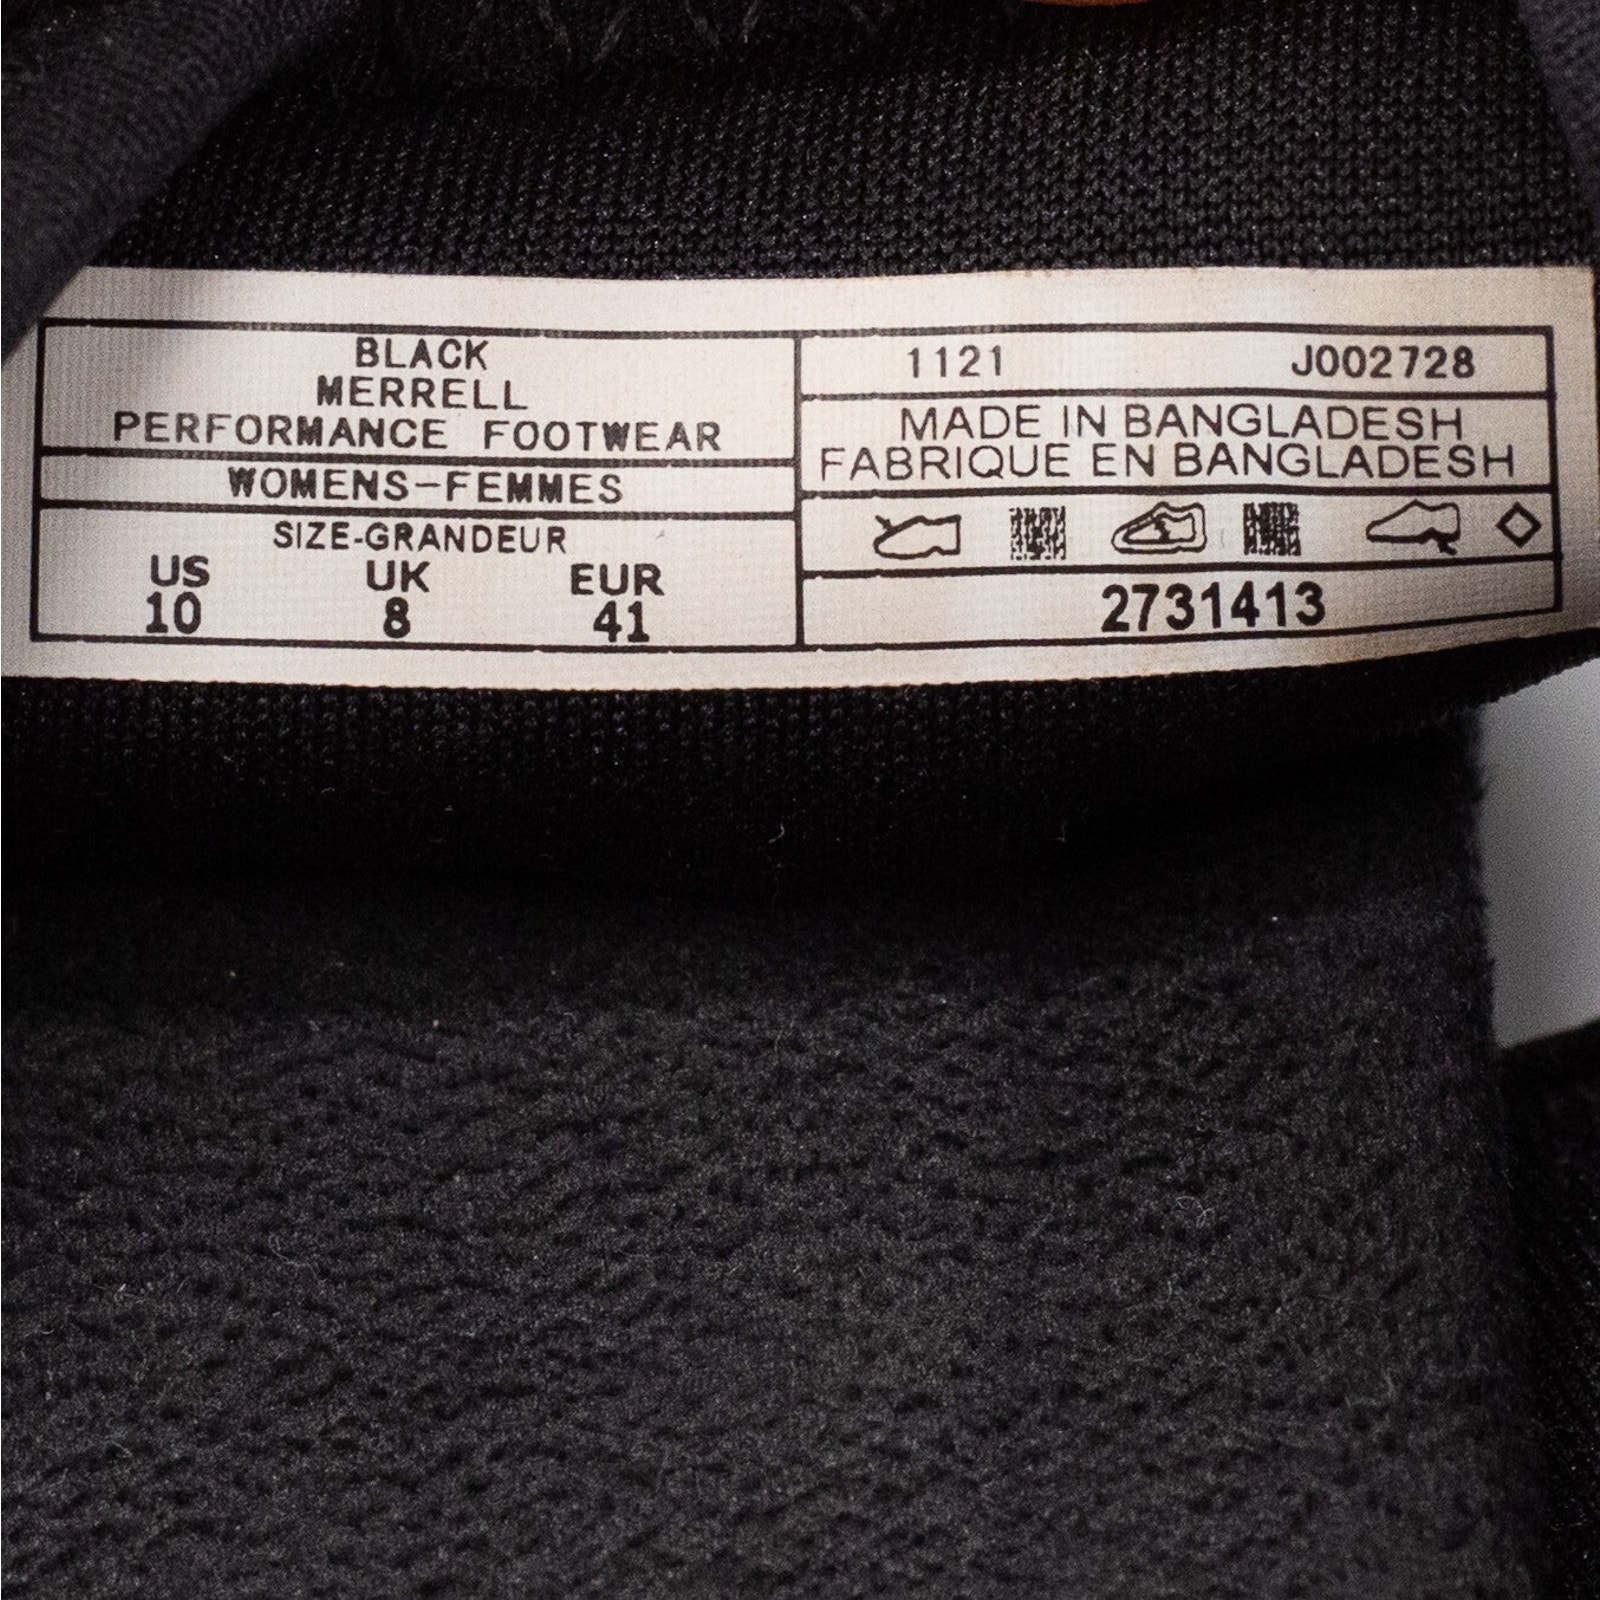 BLACK
MERRELL
PERFORMANCE FOOTWEAR
WOMENS-FEMMES
SIZE-GRANDEUR
US UK EUR
10 8 41
1121 J002728
MADE IN BANGLADESH
FABRIQUE EN BANGLADESH
2731413